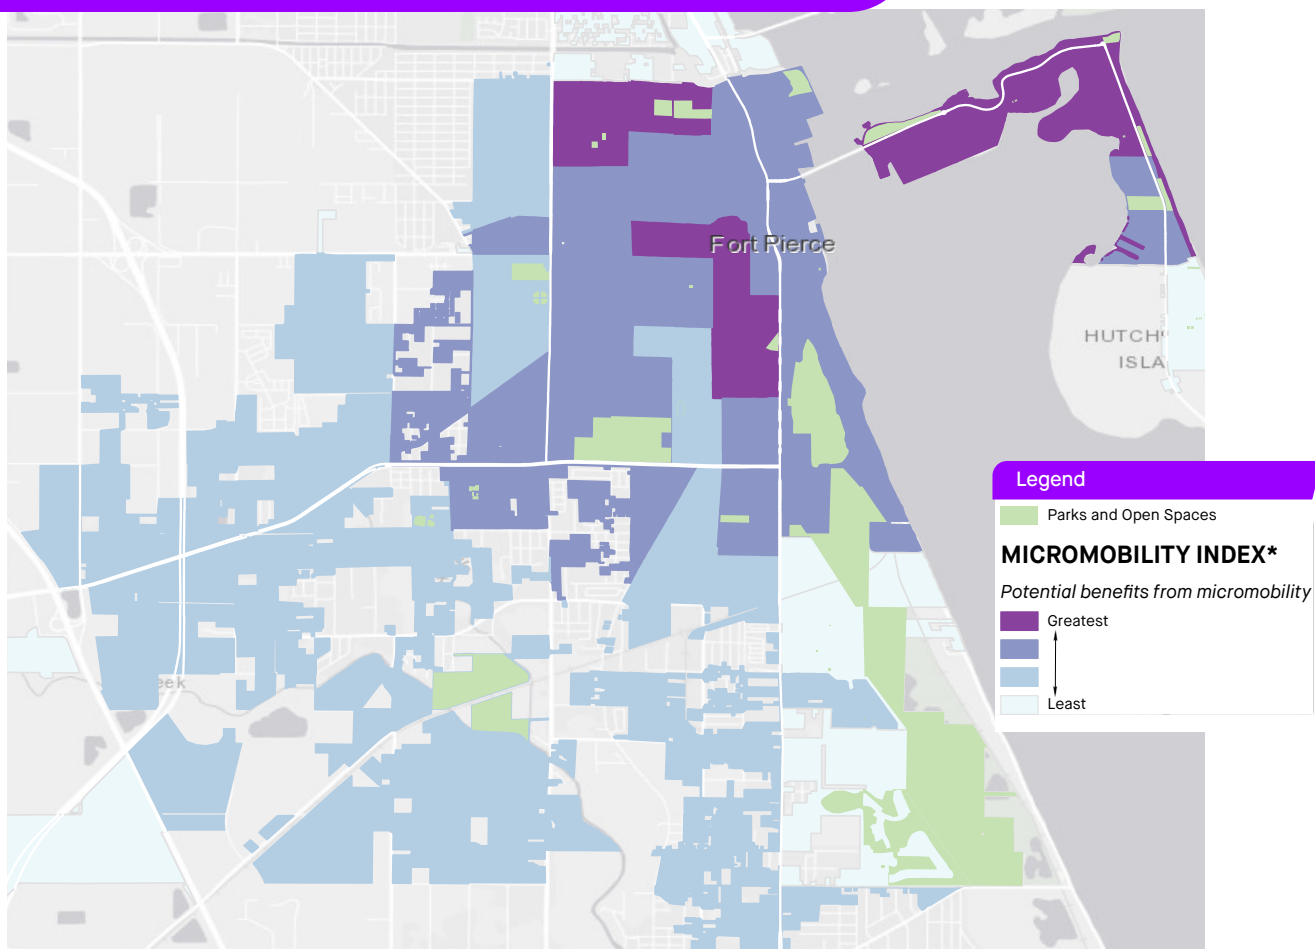 Fort Pierce
HUTCH
ISLA
eek
Legend
Parks and Open Spaces
MICROMOBILITY INDEX*
Potential benefits from micromobility
Greatest
Least